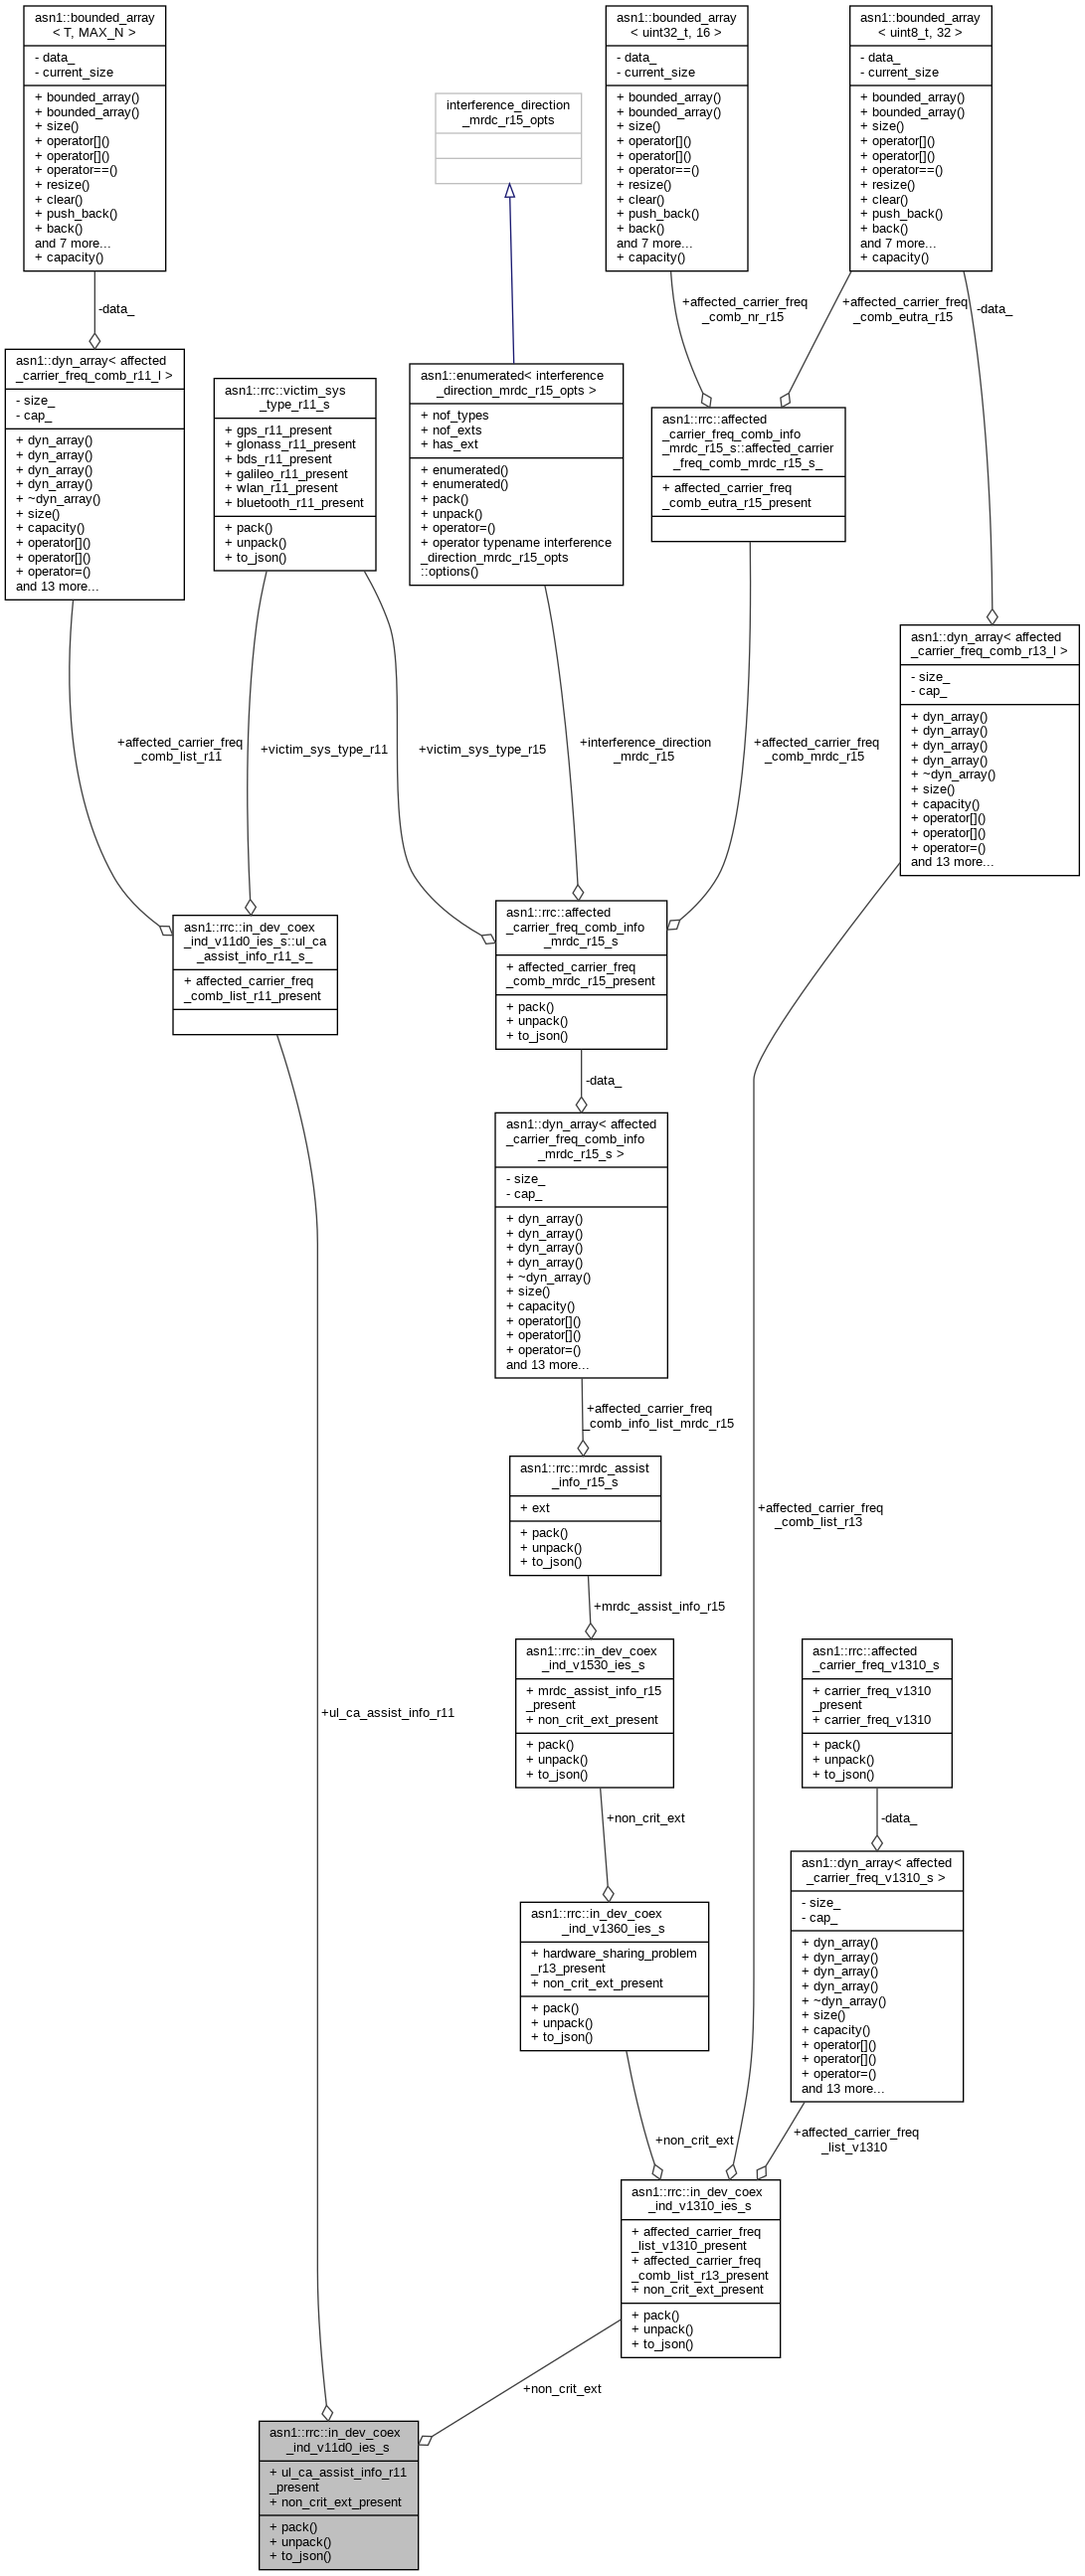 asn1::bounded_array
< T, MAX_N >
- data_
- current_size
+ bounded_array()
+ bounded_array()
+ size()
+ operator[]()
+ operator[]()
+ operator==()
+ resize()
+ clear()
+ push_back()
+ back()
and 7 more...
+ capacity()
interference_direction
_mrdc_r15_opts
asn1::bounded_array
< uint32_t, 16 >
- data_
- current_size
+ bounded_array()
+ bounded_array()
+ size()
+ operator[]()
+ operator[]()
+ operator==()
+ resize()
+ clear()
+ push_back()
+ back()
and 7 more...
+ capacity()
asn1::bounded_array
< uint8_t, 32 >
- data_
- current_size
+ bounded_array()
+ bounded_array()
+ size()
+ operator[]()
+ operator[]()
+ operator==()
+ resize()
+ clear()
+ push_back()
+ back()
and 7 more...
+ capacity()
-data_
+affected_carrier_freq
_comb_nr_r15
+affected_carrier_freq
_comb_eutra_r15
-data_
asn1::dyn_array< affected
_carrier_freq_comb_r11_l >
- size_
- cap_
+ dyn_array()
+ dyn_array()
+ dyn_array()
+ dyn_array()
+ ~dyn_array()
+ size()
+ capacity()
+ operator[]()
+ operator[]()
+ operator=()
and 13 more...
asn1::rrc::victim_sys
_type_r11_s
+ gps_r11_present
+ glonass_r11_present
+ bds_r11_present
+ galileo_r11_present
+ wlan_r11_present
+ bluetooth_r11_present
+ pack()
+ unpack()
+ to_json()
asn1::enumerated< interference
_direction_mrdc_r15_opts >
+ nof_types
+ nof_exts
+ has_ext
+ enumerated()
+ enumerated()
+ pack()
+ unpack()
+ operator=()
+ operator typename interference
_direction_mrdc_r15_opts
::options()
asn1::rrc::affected
_carrier_freq_comb_info
_mrdc_r15_s::affected_carrier
_freq_comb_mrdc_r15_s_
+ affected_carrier_freq
_comb_eutra_r15_present
asn1::dyn_array< affected
_carrier_freq_comb_r13_l >
- size_
- cap_
+ dyn_array()
+ dyn_array()
+ dyn_array()
+ dyn_array()
+ ~dyn_array()
+ size()
+ capacity()
+ operator[]()
+ operator[]()
+ operator=()
and 13 more...
+affected_carrier_freq
_comb_list_r11
+victim_sys_type_r11
+victim_sys_type_r15
+interference_direction
_mrdc_r15
+affected_carrier_freq
_comb_mrdc_r15
asn1::rrc::in_dev_coex
_ind_v11d0_ies_s::ul_ca
_assist_info_r11_s_
+ affected_carrier_freq
_comb_list_r11_present
asn1::rrc::affected
_carrier_freq_comb_info
_mrdc_r15_s
+ affected_carrier_freq
_comb_mrdc_r15_present
+ pack()
+ unpack()
+ to_json()
-data_
asn1::dyn_array< affected
_carrier_freq_comb_info
_mrdc_r15_s >
- size_
- cap_
+ dyn_array()
+ dyn_array()
+ dyn_array()
+ dyn_array()
+ ~dyn_array()
+ size()
+ capacity()
+ operator[]()
+ operator[]()
+ operator=()
and 13 more...
+affected_carrier_freq
_comb_info_list_mrdc_r15
asn1::rrc::mrdc_assist
_info_r15_s
+ ext
+ pack()
+ unpack()
+ to_json()
+affected_carrier_freq
_comb_list_r13
+mrdc_assist_info_r15
asn1::rrc::in_dev_coex
_ind_v1530_ies_s
+ mrdc_assist_info_r15
_present
+ non_crit_ext_present
+ pack()
+ unpack()
+ to_json()
asn1::rrc::affected
_carrier_freq_v1310_s
+ carrier_freq_v1310
_present
+ carrier_freq_v1310
+ pack()
+ unpack()
+ to_json()
+ul_ca_assist_info_r11
+non_crit_ext
-data_
asn1::rrc::in_dev_coex
_ind_v1360_ies_s
+ hardware_sharing_problem
_r13_present
+ non_crit_ext_present
+ pack()
+ unpack()
+ to_json()
asn1::dyn_array< affected
_carrier_freq_v1310_s >
- size_
- cap_
+ dyn_array()
+ dyn_array()
+ dyn_array()
+ dyn_array()
+ ~dyn_array()
+ size()
+ capacity()
+ operator[]()
+ operator[]()
+ operator=()
and 13 more...
+non_crit_ext
+affected_carrier_freq
_list_v1310
asn1::rrc::in_dev_coex
_ind_v1310_ies_s
+ affected_carrier_freq
_list_v1310_present
+ affected_carrier_freq
_comb_list_r13_present
+ non_crit_ext_present
+ pack()
+ unpack()
+ to_json()
+non_crit_ext
asn1::rrc::in_dev_coex
_ind_v11d0_ies_s
+ ul_ca_assist_info_r11
_present
+ non_crit_ext_present
+ pack()
+ unpack()
+ to_json()